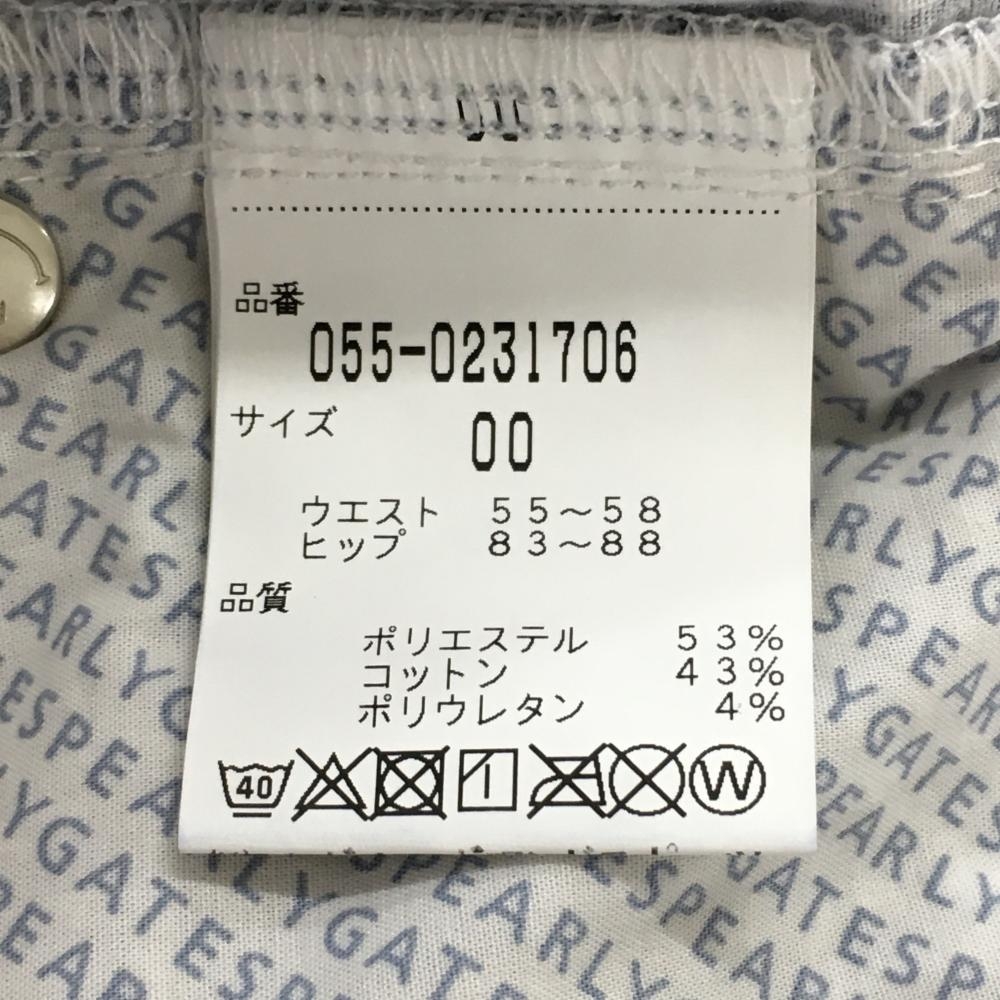 品番
055-0231706
サイズ 00
ウエスト 55～58
ヒップ 83～88
品質
ポリエステル 53%
コットン 43%
ポリウレタン 4%
40 W
PEARLY GATES